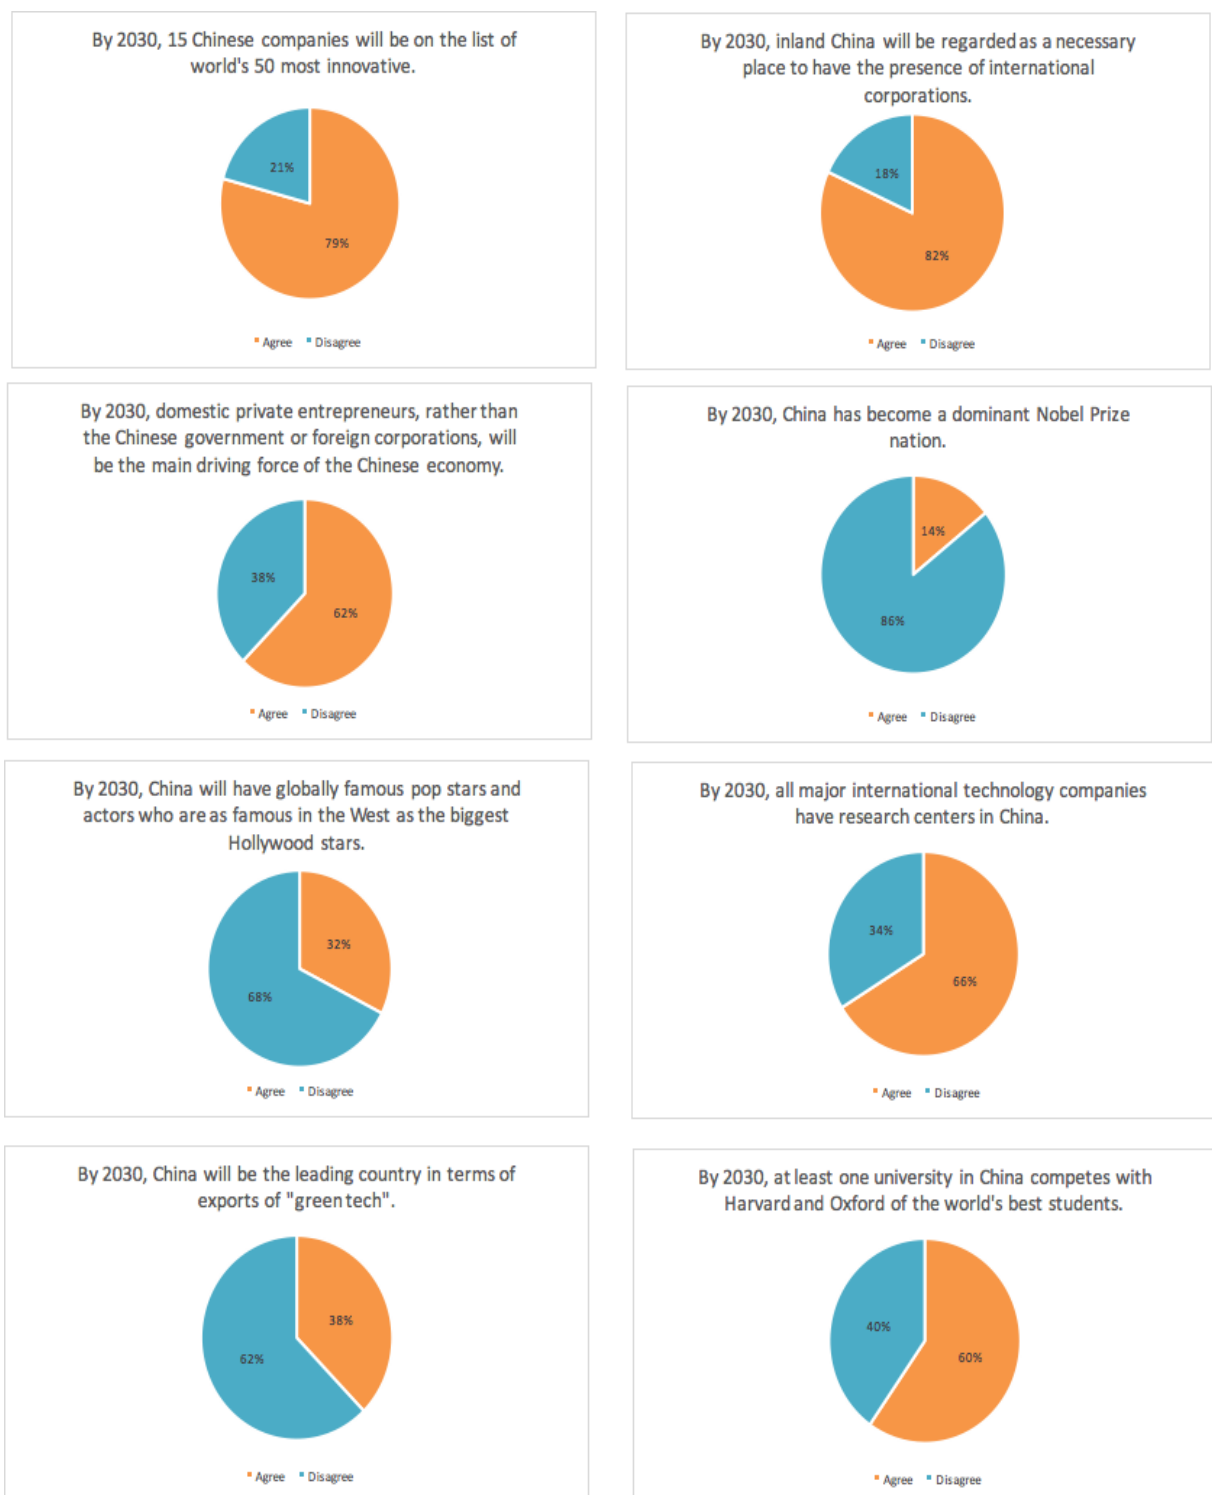 By 2030, 15 Chinese companies will be on the list of
world's 50 most innovative.
21%
79%
Agree Disagree
By 2030, inland China will be regarded as a necessary
place to have the presence of international
corporations.
18%
82%
Agree Disagree
By 2030, domestic private entrepreneurs, rather than
the Chinese government or foreign corporations, will
be the main driving force of the Chinese economy.
38%
62%
Agree Disagree
By 2030, China has become a dominant Nobel Prize
nation.
14%
86%
Agree Disagree
By 2030, China will have globally famous pop stars and
actors who are as famous in the West as the biggest
Hollywood stars.
32%
68%
Agree Disagree
By 2030, all major international technology companies
have research centers in China.
34%
66%
Agree Disagree
By 2030, China will be the leading country in terms of
exports of "green tech".
38%
62%
Agree Disagree
By 2030, at least one university in China competes with
Harvard and Oxford of the world's best students.
40%
60%
Agree Disagree